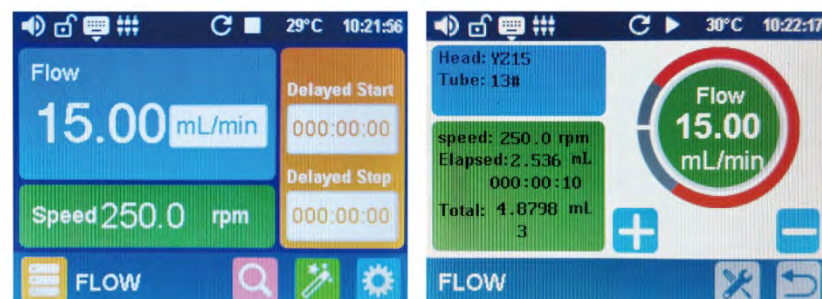 29°C 10:21:56
Flow
15.00 mL/min
Delayed Start
000:00:00
Delayed Stop
000:00:00
Speed 250.0 rpm
FLOW
30°C 10:22:17
Head: YZ15
Tube: 13#
speed: 250.0 rpm
Elapsed:2.536 mL
000:00:10
Total: 4.8798 mL
3
Flow
15.00
mL/min
FLOW